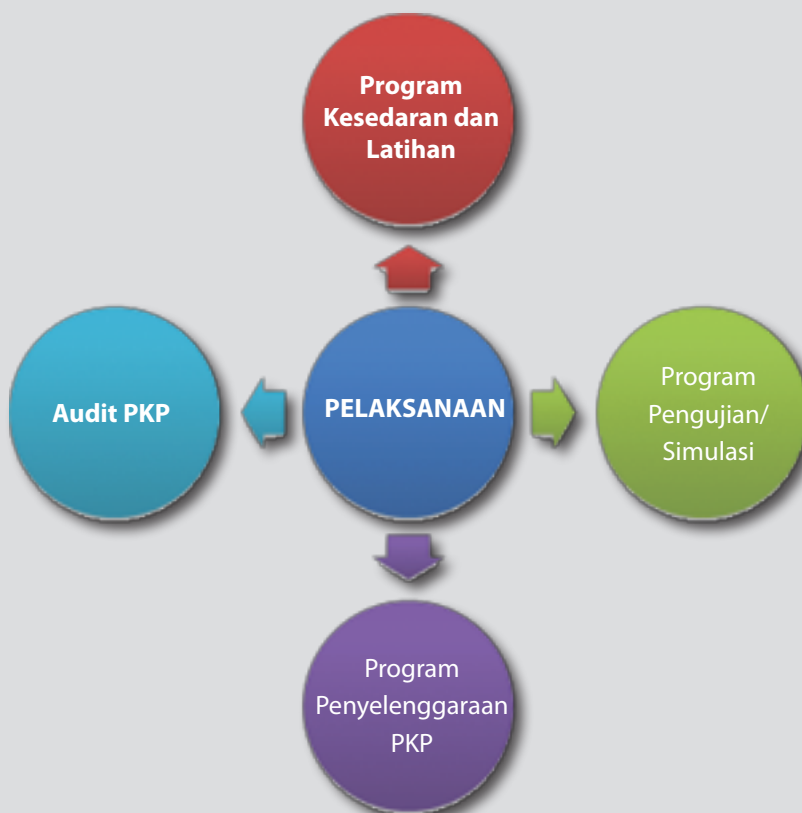 Program
Kesedaran dan
Latihan
Audit PKP
PELAKSANAAN
Program
Pengujian/
Simulasi
Program
Penyelenggaraan
PKP